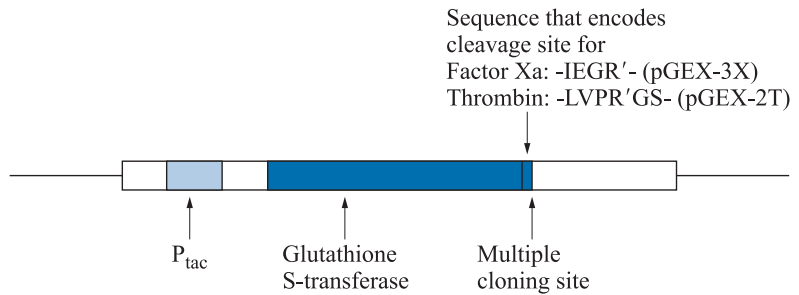 Sequence that encodes
cleavage site for
Factor Xa: -IEGR′- (pGEX-3X)
Thrombin: -LVPR′GS- (pGEX-2T)
Ptac
Glutathione
S-transferase
Multiple
cloning site